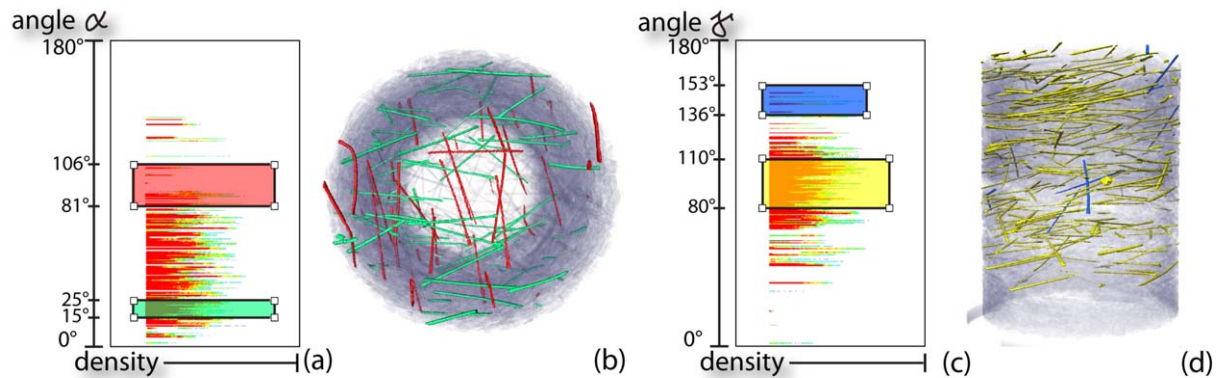 angle α
180°
106°
81°
25°
15°
0°
density
(a)
(b)
angle γ
180°
153°
136°
110°
80°
0°
density
(c)
(d)